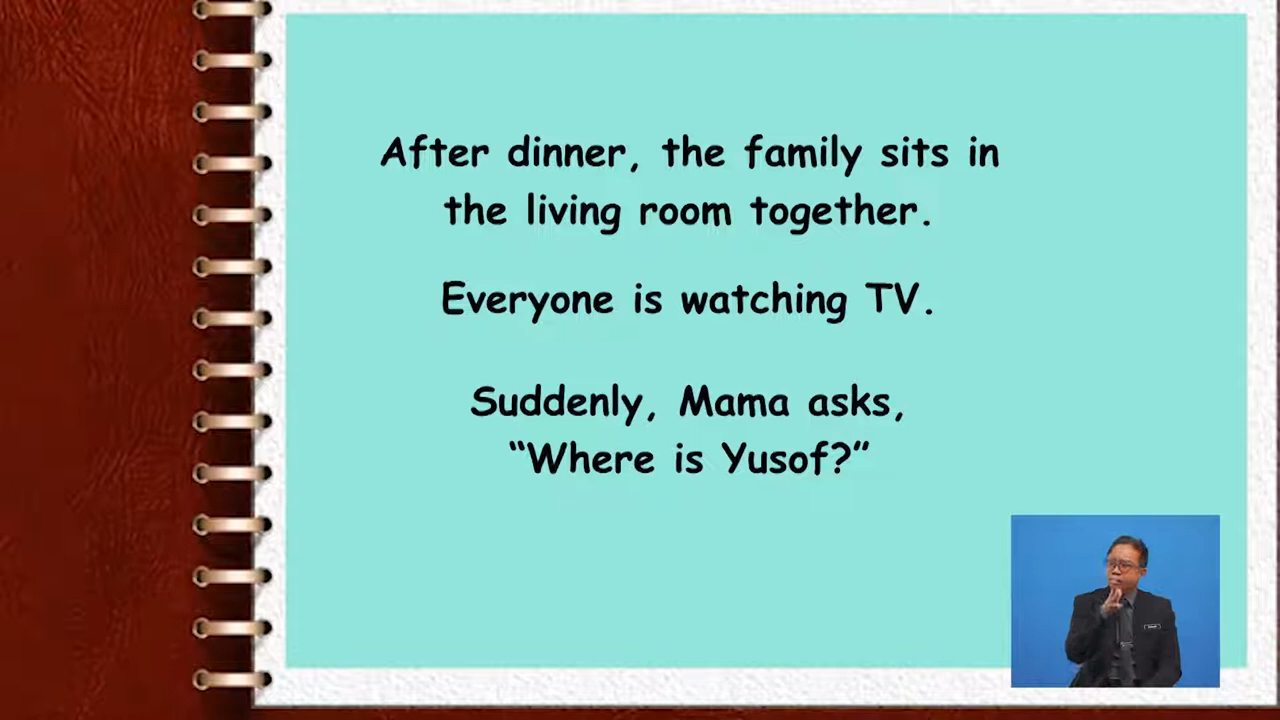 After dinner, the family sits in
the living room together.
Everyone is watching TV.
Suddenly, Mama asks,
“Where is Yusof?”